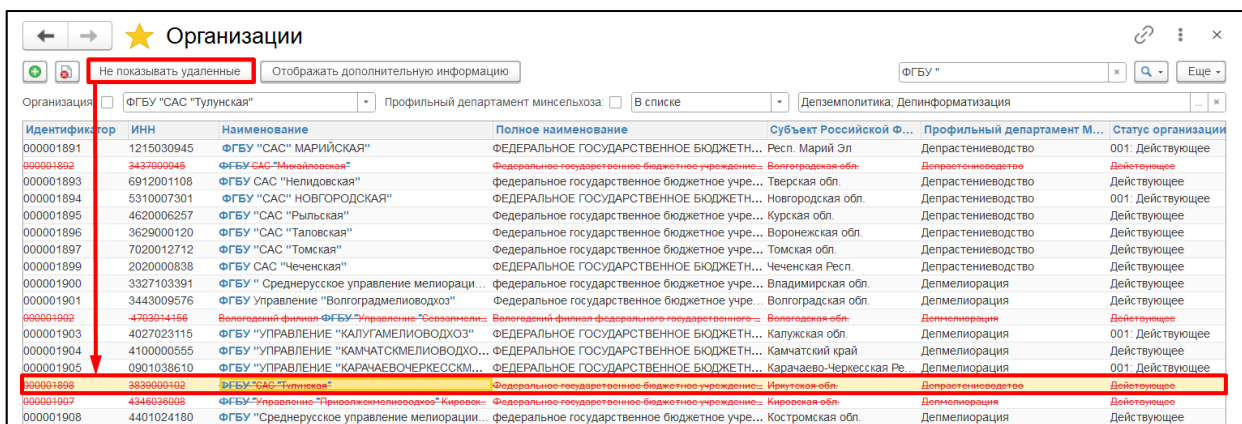 Организации
Не показывать удаленные Отображать дополнительную информацию ФГБУ " Еще
Организация: ФГБУ "САС "Тулунская" Профильный департамент минсельхоза: В списке Депземполитика; Депинформатизация
Идентификатор ИНН Наименование Полное наименование Субъект Российской Ф... Профильный департамент М... Статус организации
000001891 1215030945 ФГБУ "САС" МАРИЙСКАЯ" ФЕДЕРАЛЬНОЕ ГОСУДАРСТВЕННОЕ БЮДЖЕТН... Респ. Марий Эл Депрастениеводство 001: Действующее
000001892 3437000945 ФГБУ САС "Михайловская" Федеральное государственное бюджетное учреждение... Волгоградская обл. Депрастениеводство Действующее
000001893 6912001108 ФГБУ САС "Нелидовская" федеральное государственное бюджетное учре... Тверская обл. Депрастениеводство Действующее
000001894 5310007301 ФГБУ "САС" НОВГОРОДСКАЯ" ФЕДЕРАЛЬНОЕ ГОСУДАРСТВЕННОЕ БЮДЖЕТН... Новгородская обл. Депрастениеводство 001: Действующее
000001895 4620006257 ФГБУ "САС "Рыльская" Федеральное государственное бюджетное учре... Курская обл. Депрастениеводство Действующее
000001896 3629000120 ФГБУ "САС "Таловская" Федеральное государственное бюджетное учре... Воронежская обл. Депрастениеводство Действующее
000001897 7020012712 ФГБУ "САС "Томская" Федеральное государственное бюджетное учре... Томская обл. Депрастениеводство Действующее
000001899 2020000838 ФГБУ САС "Чеченская" ФЕДЕРАЛЬНОЕ ГОСУДАРСТВЕННОЕ БЮДЖЕТН... Чеченская Респ. Депрастениеводство Действующее
000001900 3327103391 ФГБУ " Среднерусское управление мелиораци... федеральное государственное бюджетное учре... Владимирская обл. Депмелиорация Действующее
000001901 3443009576 ФГБУ Управление "Волгоградмелиоводхоз" федеральное государственное бюджетное учре... Волгоградская обл. Депмелиорация Действующее
000001902 4703014156 Вологодский филиал ФГБУ "Управление "Севзапмели... Вологодский филиал федерального государственного ... Вологодская обл. Депмелиорация Действующее
000001903 4027023115 ФГБУ "УПРАВЛЕНИЕ "КАЛУГАМЕЛИОВОДХОЗ" ФЕДЕРАЛЬНОЕ ГОСУДАРСТВЕННОЕ БЮДЖЕТН... Калужская обл. Депмелиорация 001: Действующее
000001904 4100000555 ФГБУ "УПРАВЛЕНИЕ "КАМЧАТСКМЕЛИОВОДХО... ФЕДЕРАЛЬНОЕ ГОСУДАРСТВЕННОЕ БЮДЖЕТН... Камчатский край Депмелиорация 001: Действующее
000001905 0901038610 ФГБУ "УПРАВЛЕНИЕ "КАРАЧАЕВОЧЕРКЕССКМ... ФЕДЕРАЛЬНОЕ ГОСУДАРСТВЕННОЕ БЮДЖЕТН... Карачаево-Черкесская Ре... Депмелиорация 001: Действующее
000001898 3839000102 ФГБУ "САС "Тулунская" Федеральное государственное бюджетное учреждение... Иркутская обл. Депрастениеводство Действующее
000001907 4346036008 ФГБУ "Управление "Приволжскмелиоводхоз" Кировск... Федеральное государственное бюджетное учреждение... Кировская обл. Депмелиорация Действующее
000001908 4401024180 ФГБУ "Среднерусское управление мелиорации... федеральное государственное бюджетное учре... Костромская обл. Депмелиорация Действующее